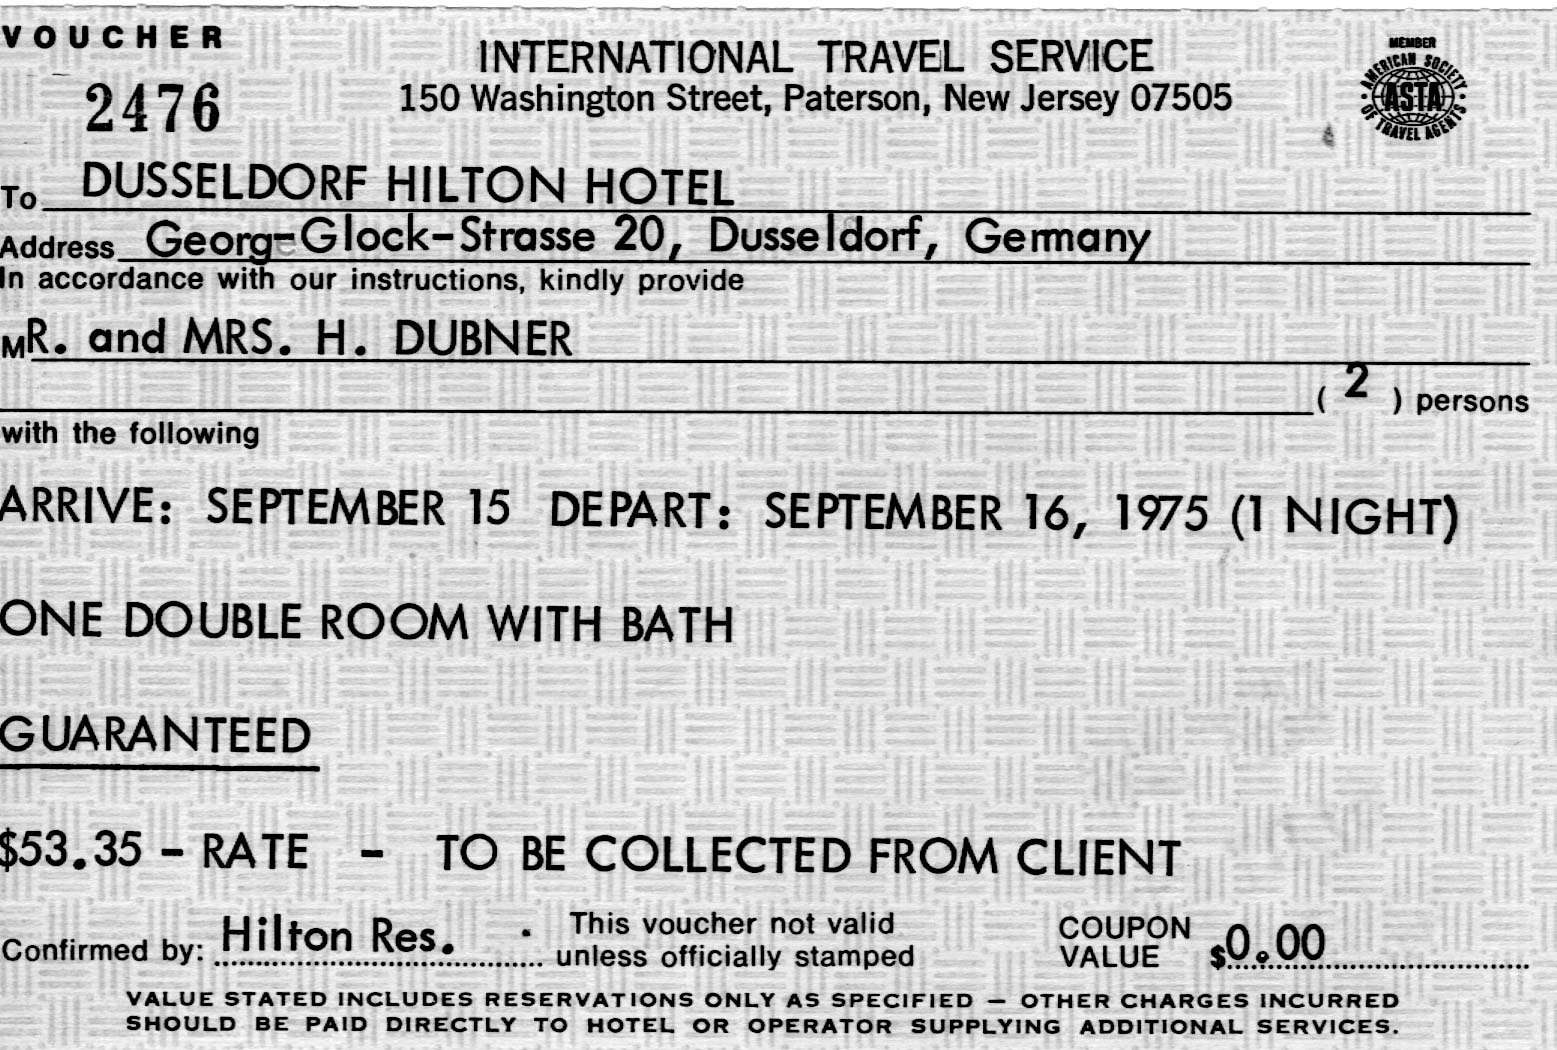 VOUCHER
2476
INTERNATIONAL TRAVEL SERVICE
150 Washington Street, Paterson, New Jersey 07505
MEMBER
AMERICAN SOCIETY
ASTA
OF TRAVEL AGENTS
To DUSSELDORF HILTON HOTEL
Address Georg-Glock-Strasse 20, Dusseldorf, Germany
In accordance with our instructions, kindly provide
MR. and MRS. H. DUBNER
( 2 ) persons
with the following
ARRIVE: SEPTEMBER 15 DEPART: SEPTEMBER 16, 1975 (1 NIGHT)
ONE DOUBLE ROOM WITH BATH
GUARANTEED
$53.35 - RATE - TO BE COLLECTED FROM CLIENT
Confirmed by: Hilton Res.
This voucher not valid
unless officially stamped
COUPON
VALUE $0.00
VALUE STATED INCLUDES RESERVATIONS ONLY AS SPECIFIED — OTHER CHARGES INCURRED
SHOULD BE PAID DIRECTLY TO HOTEL OR OPERATOR SUPPLYING ADDITIONAL SERVICES.